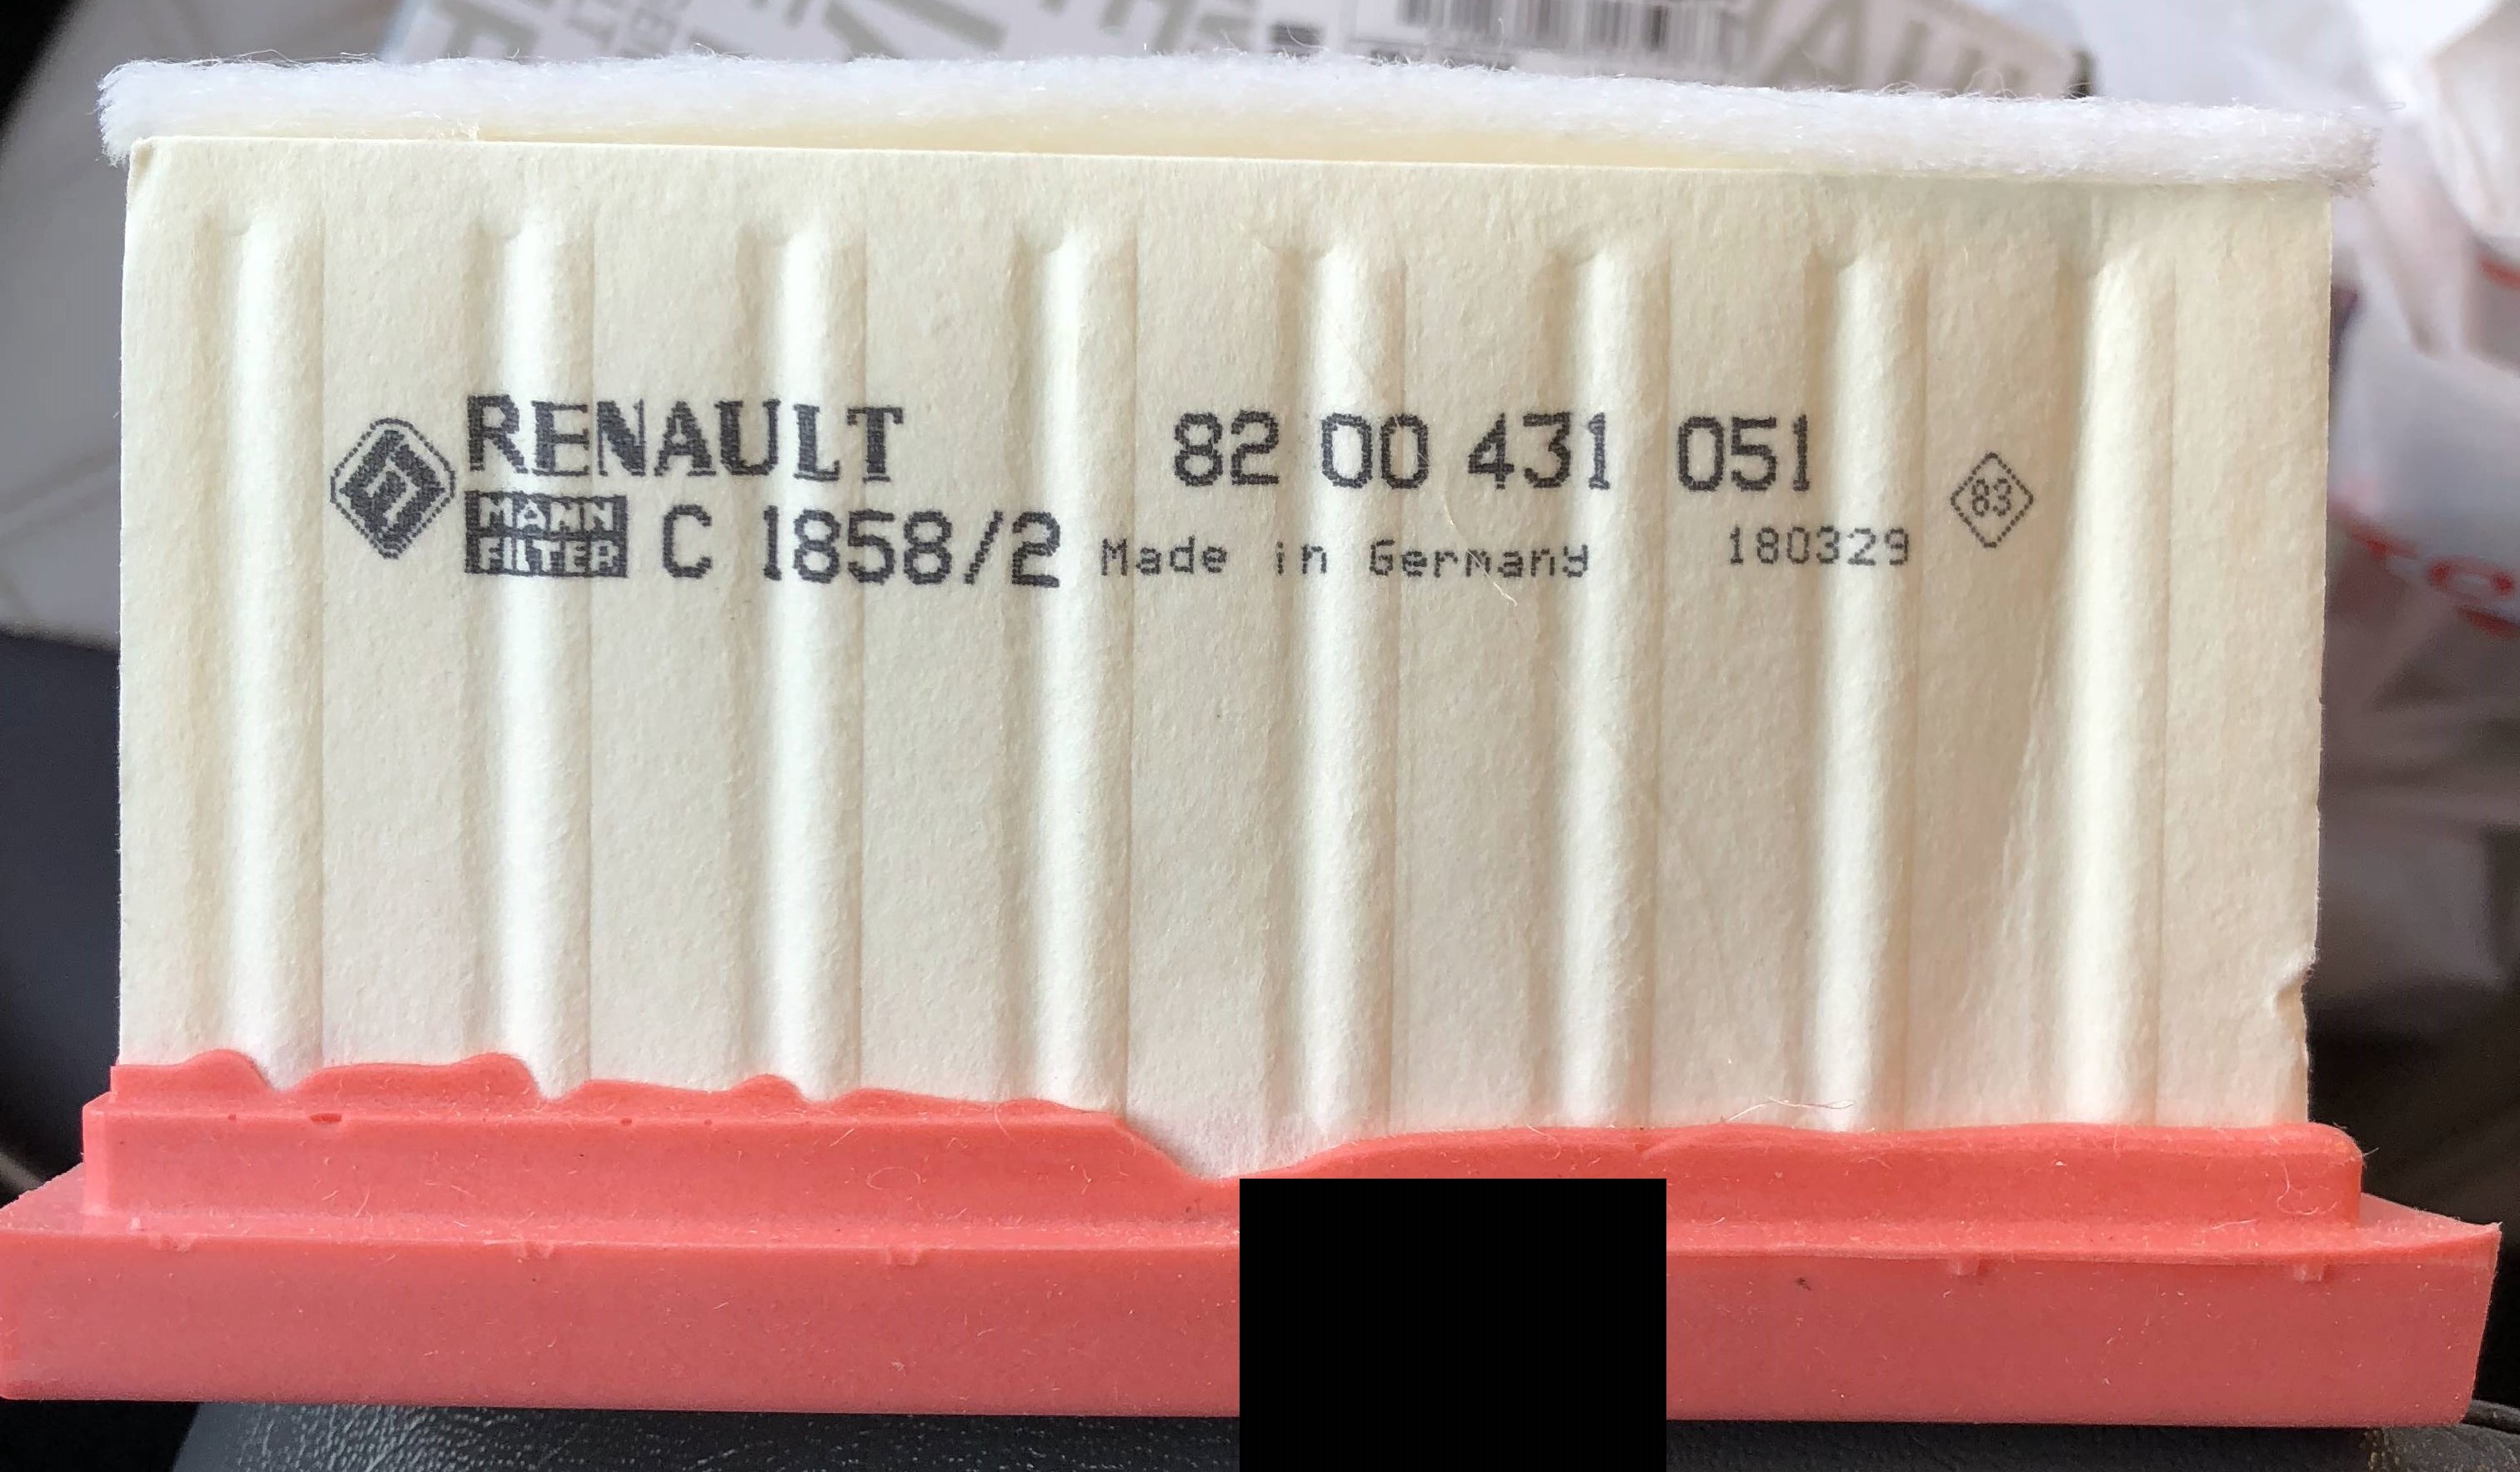 RENAULT 82 00 431 051
MANN
FILTER C 1858/2 Made in Germany 180329 83